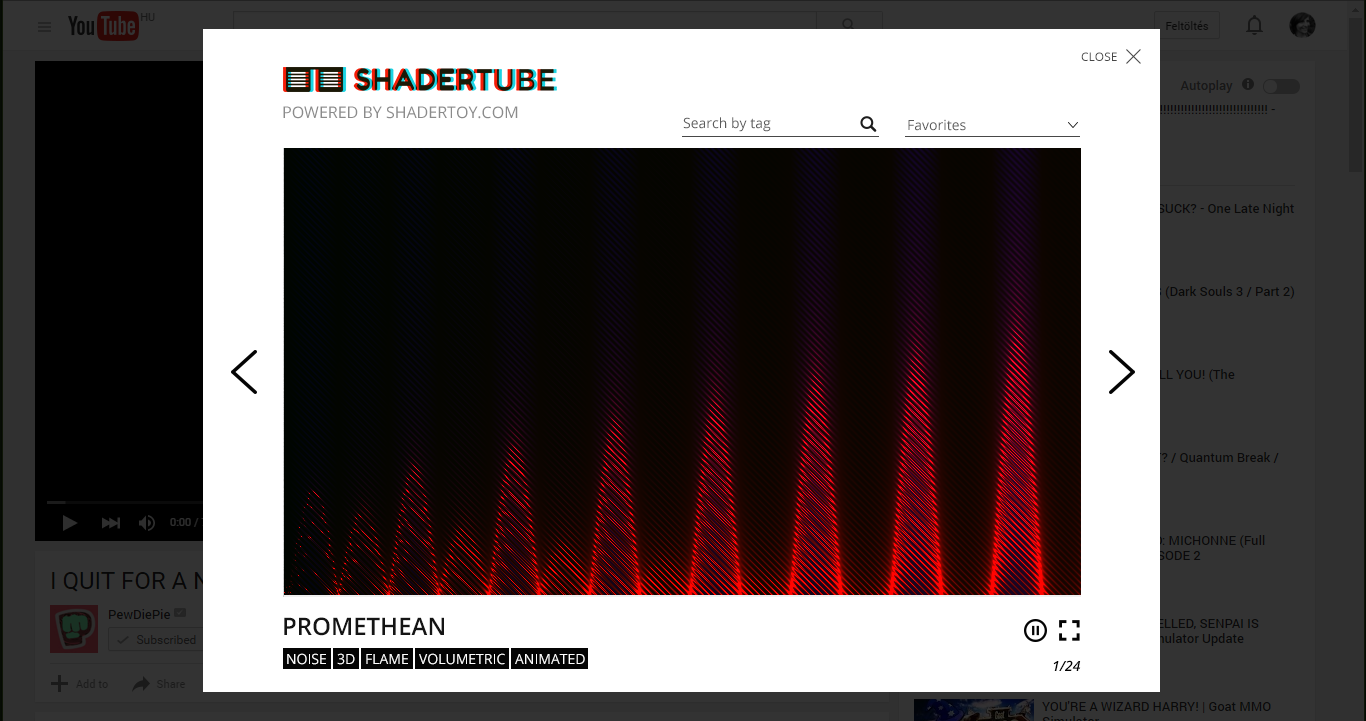 YouTube HU
Feltöltés
CLOSE
SHADERTUBE
POWERED BY SHADERTOY.COM
Search by tag
Favorites
Autoplay
!!!!!!!!!!!!!!!!!!!!!!!!!!!!!!!! -
SUCK? - One Late Night
(Dark Souls 3 / Part 2)
LL YOU! (The
? / Quantum Break /
: MICHONNE (Full
SODE 2
ELLED, SENPAI IS
mulator Update
0:00 /
I QUIT FOR A
PewDiePie
Subscribed
Add to
Share
PROMETHEAN
NOISE 3D FLAME VOLUMETRIC ANIMATED
1/24
YOU'RE A WIZARD HARRY! | Goat MMO
Simulator